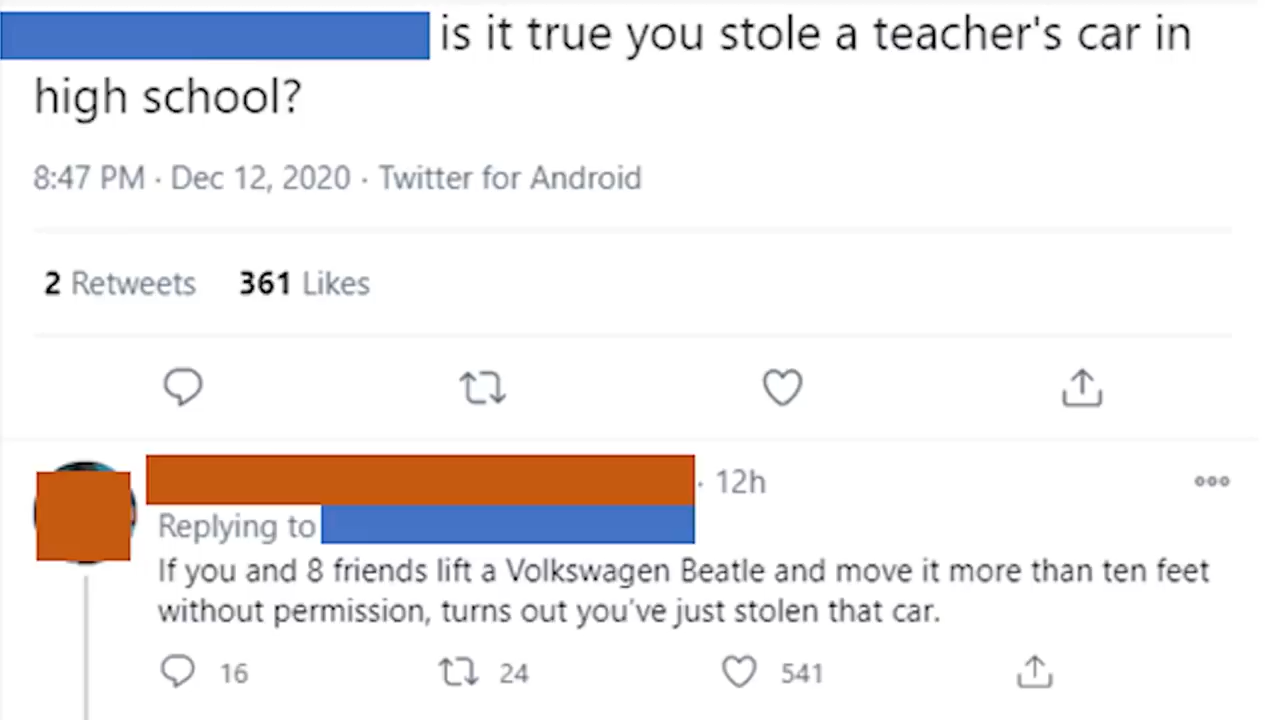 is it true you stole a teacher's car in
high school?
8:47 PM · Dec 12, 2020 · Twitter for Android
2 Retweets 361 Likes
· 12h
Replying to
If you and 8 friends lift a Volkswagen Beatle and move it more than ten feet
without permission, turns out you've just stolen that car.
16 24 541